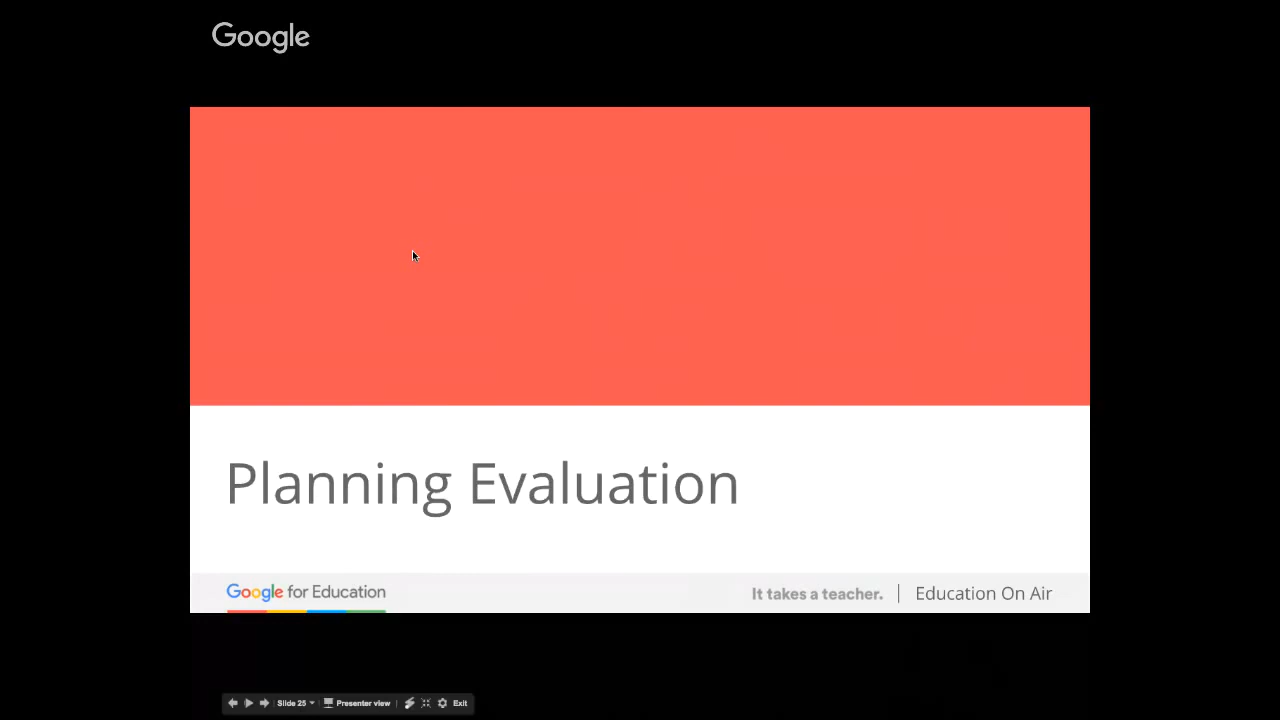 Google
Planning Evaluation
Google for Education
It takes a teacher. | Education On Air
Slide 25 Presenter view Exit